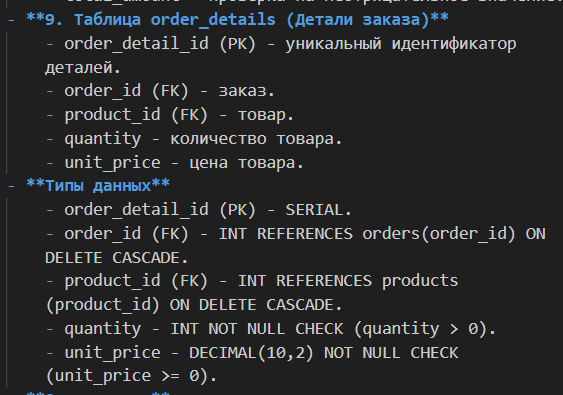 - **9. Таблица order_details (Детали заказа)**
- order_detail_id (PK) - уникальный идентификатор
деталей.
- order_id (FK) - заказ.
- product_id (FK) - товар.
- quantity - количество товара.
- unit_price - цена товара.
- **Типы данных**
- order_detail_id (PK) - SERIAL.
- order_id (FK) - INT REFERENCES orders(order_id) ON
DELETE CASCADE.
- product_id (FK) - INT REFERENCES products
(product_id) ON DELETE CASCADE.
- quantity - INT NOT NULL CHECK (quantity > 0).
- unit_price - DECIMAL(10,2) NOT NULL CHECK
(unit_price >= 0).